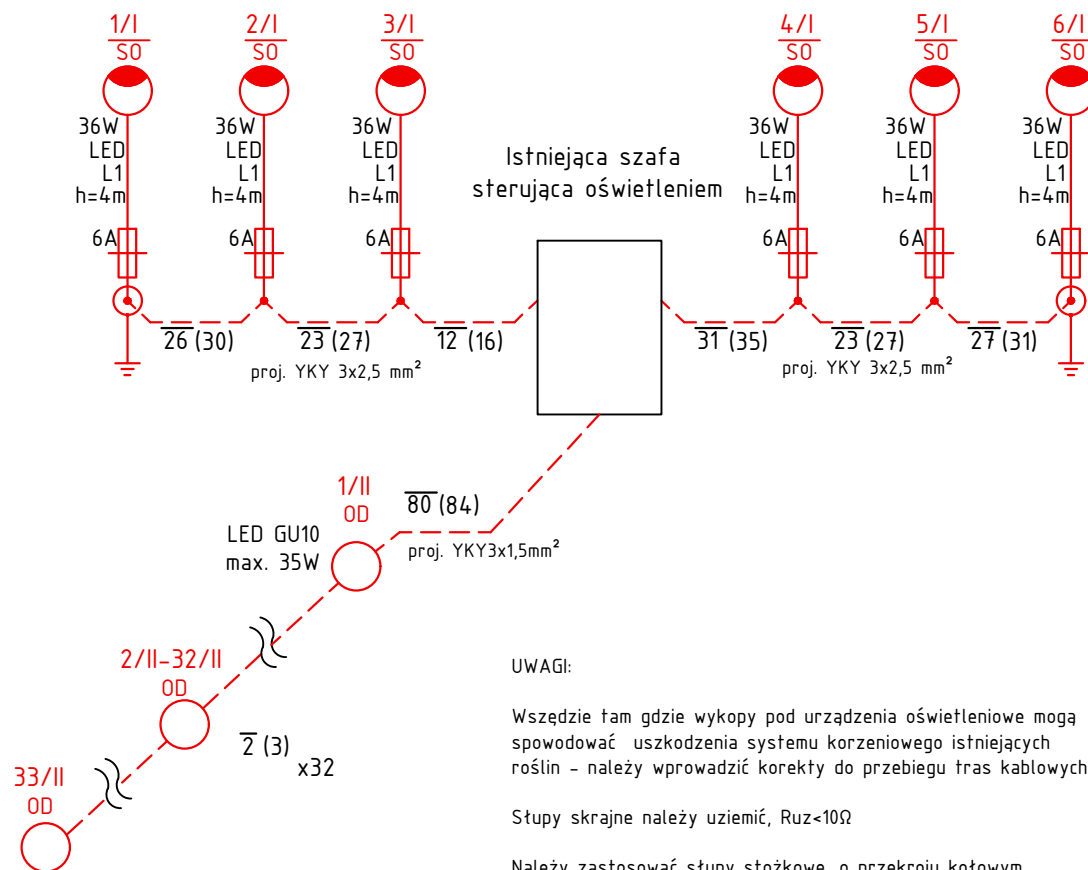 1/I
SO
2/I
SO
3/I
SO
4/I
SO
5/I
SO
6/I
SO
36W
LED
L1
h=4m
36W
LED
L1
h=4m
36W
LED
L1
h=4m
Istniejąca szafa
sterująca oświetleniem
36W
LED
L1
h=4m
36W
LED
L1
h=4m
36W
LED
L1
h=4m
6A
6A
6A
6A
6A
6A
26 (30)
23 (27)
12 (16)
31 (35)
23 (27)
27 (31)
proj. YKY 3x2,5 mm²
proj. YKY 3x2,5 mm²
1/II
OD
80 (84)
LED GU10
max. 35W
proj. YKY3x1,5mm²
2/II-32/II
OD
2 (3)
x32
33/II
OD
UWAGI:
Wszędzie tam gdzie wykopy pod urządzenia oświetleniowe mogą
spowodować uszkodzenia systemu korzeniowego istniejących
roślin - należy wprowadzić korekty do przebiegu tras kablowych
Słupy skrajne należy uziemić, Ruz<10Ω
Należy zastosować słupy stożkowe, o przekroju kołowym